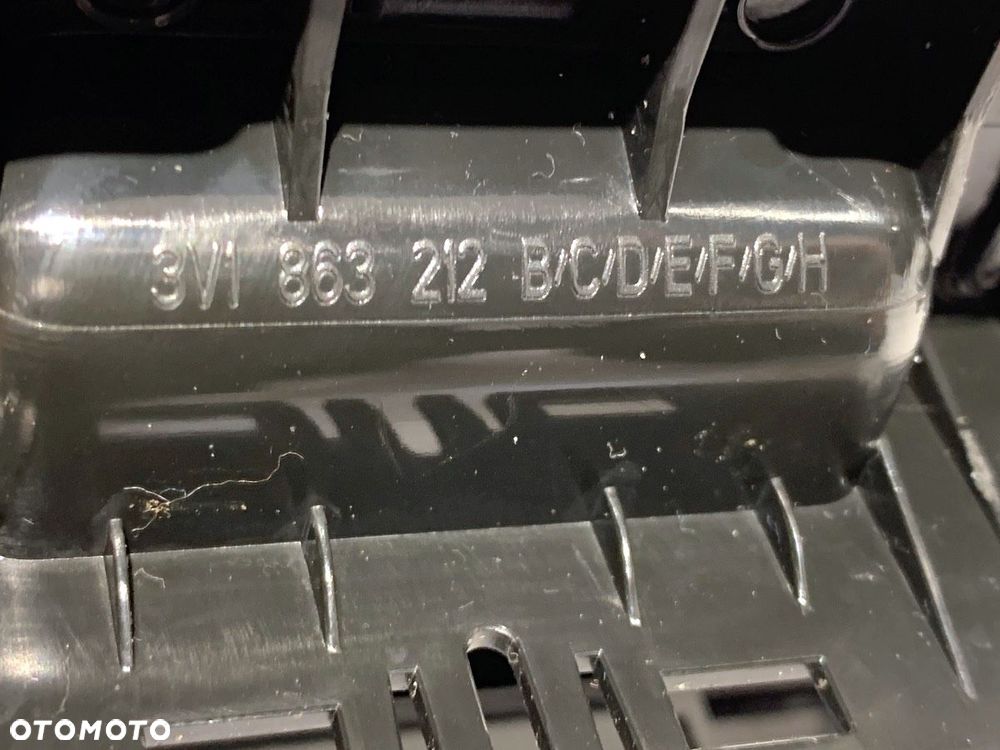 3V1 863 212 B/C/D/E/F/G/H
OTOMOTO